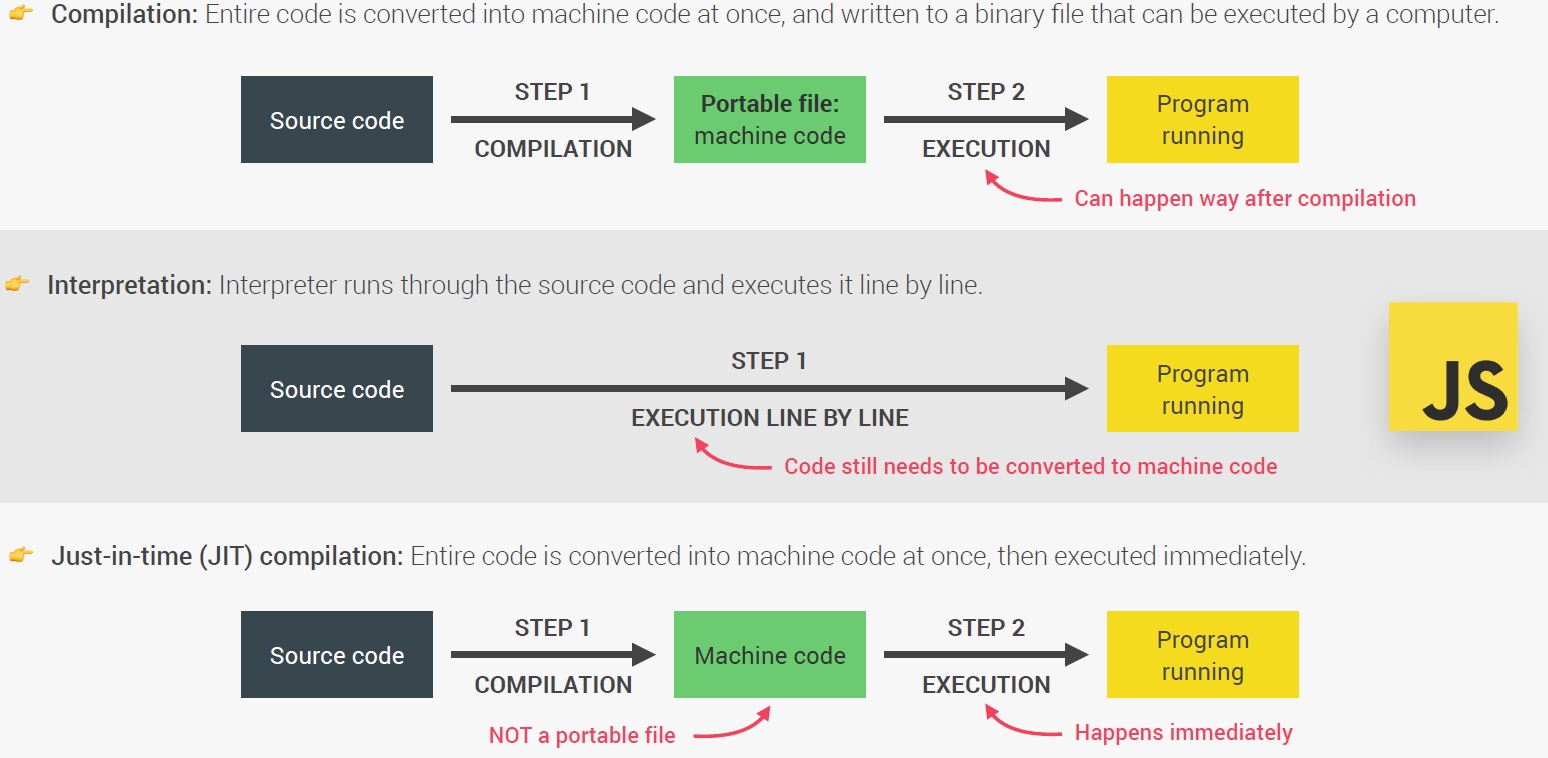 👉 Compilation: Entire code is converted into machine code at once, and written to a binary file that can be executed by a computer.
Source code
STEP 1
COMPILATION
Portable file:
machine code
STEP 2
EXECUTION
Program
running
Can happen way after compilation
👉 Interpretation: Interpreter runs through the source code and executes it line by line.
Source code
STEP 1
EXECUTION LINE BY LINE
Program
running
Code still needs to be converted to machine code
JS
👉 Just-in-time (JIT) compilation: Entire code is converted into machine code at once, then executed immediately.
Source code
STEP 1
COMPILATION
Machine code
STEP 2
EXECUTION
Program
running
NOT a portable file
Happens immediately